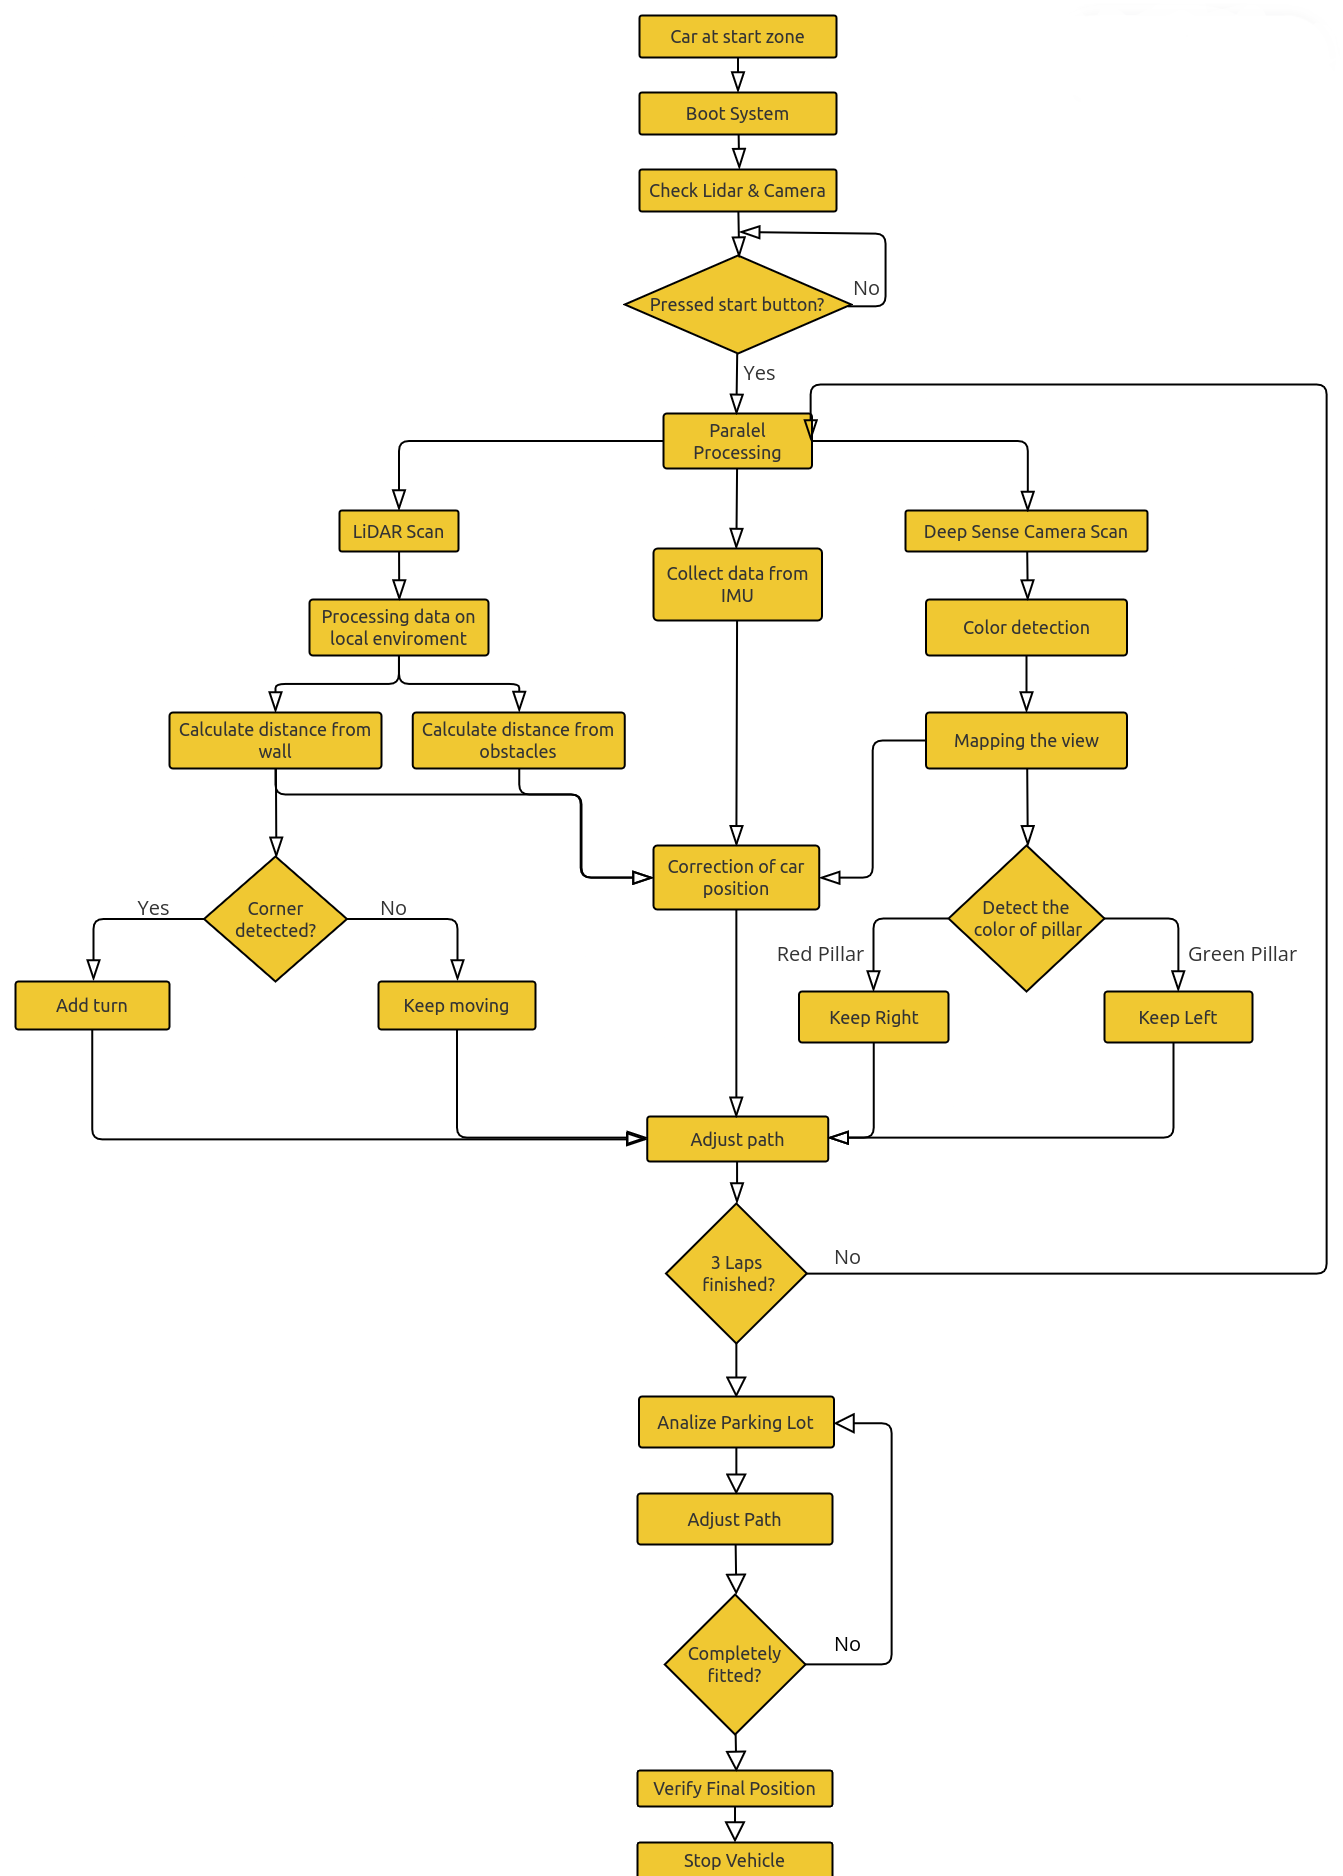 Car at start zone
Boot System
Check Lidar & Camera
Pressed start button?
No
Yes
Paralel
Processing
LiDAR Scan
Deep Sense Camera Scan
Collect data from
IMU
Processing data on
local enviroment
Color detection
Calculate distance from
wall
Calculate distance from
obstacles
Mapping the view
Correction of car
position
Corner
detected?
Yes
No
Detect the
color of pillar
Red Pillar
Green Pillar
Add turn
Keep moving
Keep Right
Keep Left
Adjust path
3 Laps
finished?
No
Analize Parking Lot
Adjust Path
Completely
fitted?
No
Verify Final Position
Stop Vehicle